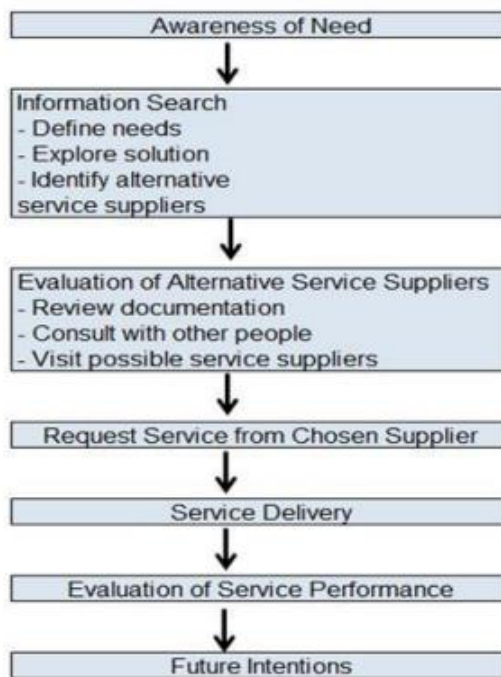 Awareness of Need
Information Search
- Define needs
- Explore solution
- Identify alternative
service suppliers
Evaluation of Alternative Service Suppliers
- Review documentation
- Consult with other people
- Visit possible service suppliers
Request Service from Chosen Supplier
Service Delivery
Evaluation of Service Performance
Future Intentions